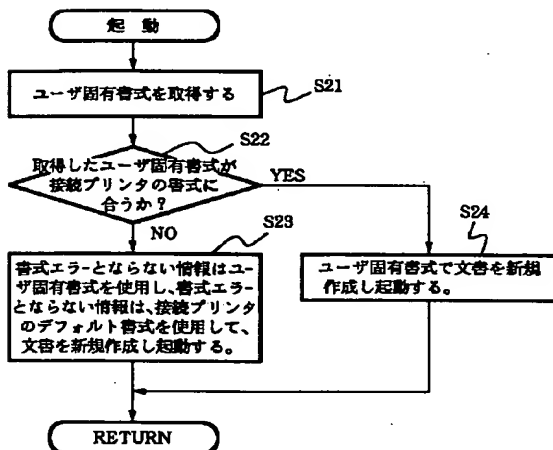 起 動
ユーザ固有書式を取得する
S21
S22
取得したユーザ固有書式が
接続プリンタの書式に
合うか?
YES
NO
S23
書式エラーとならない情報はユー
ザ固有書式を使用し、書式エラー
とならない情報は、接続プリンタ
のデフォルト書式を使用して、
文書を新規作成し起動する。
S24
ユーザ固有書式で文書を新規
作成し起動する。
RETURN